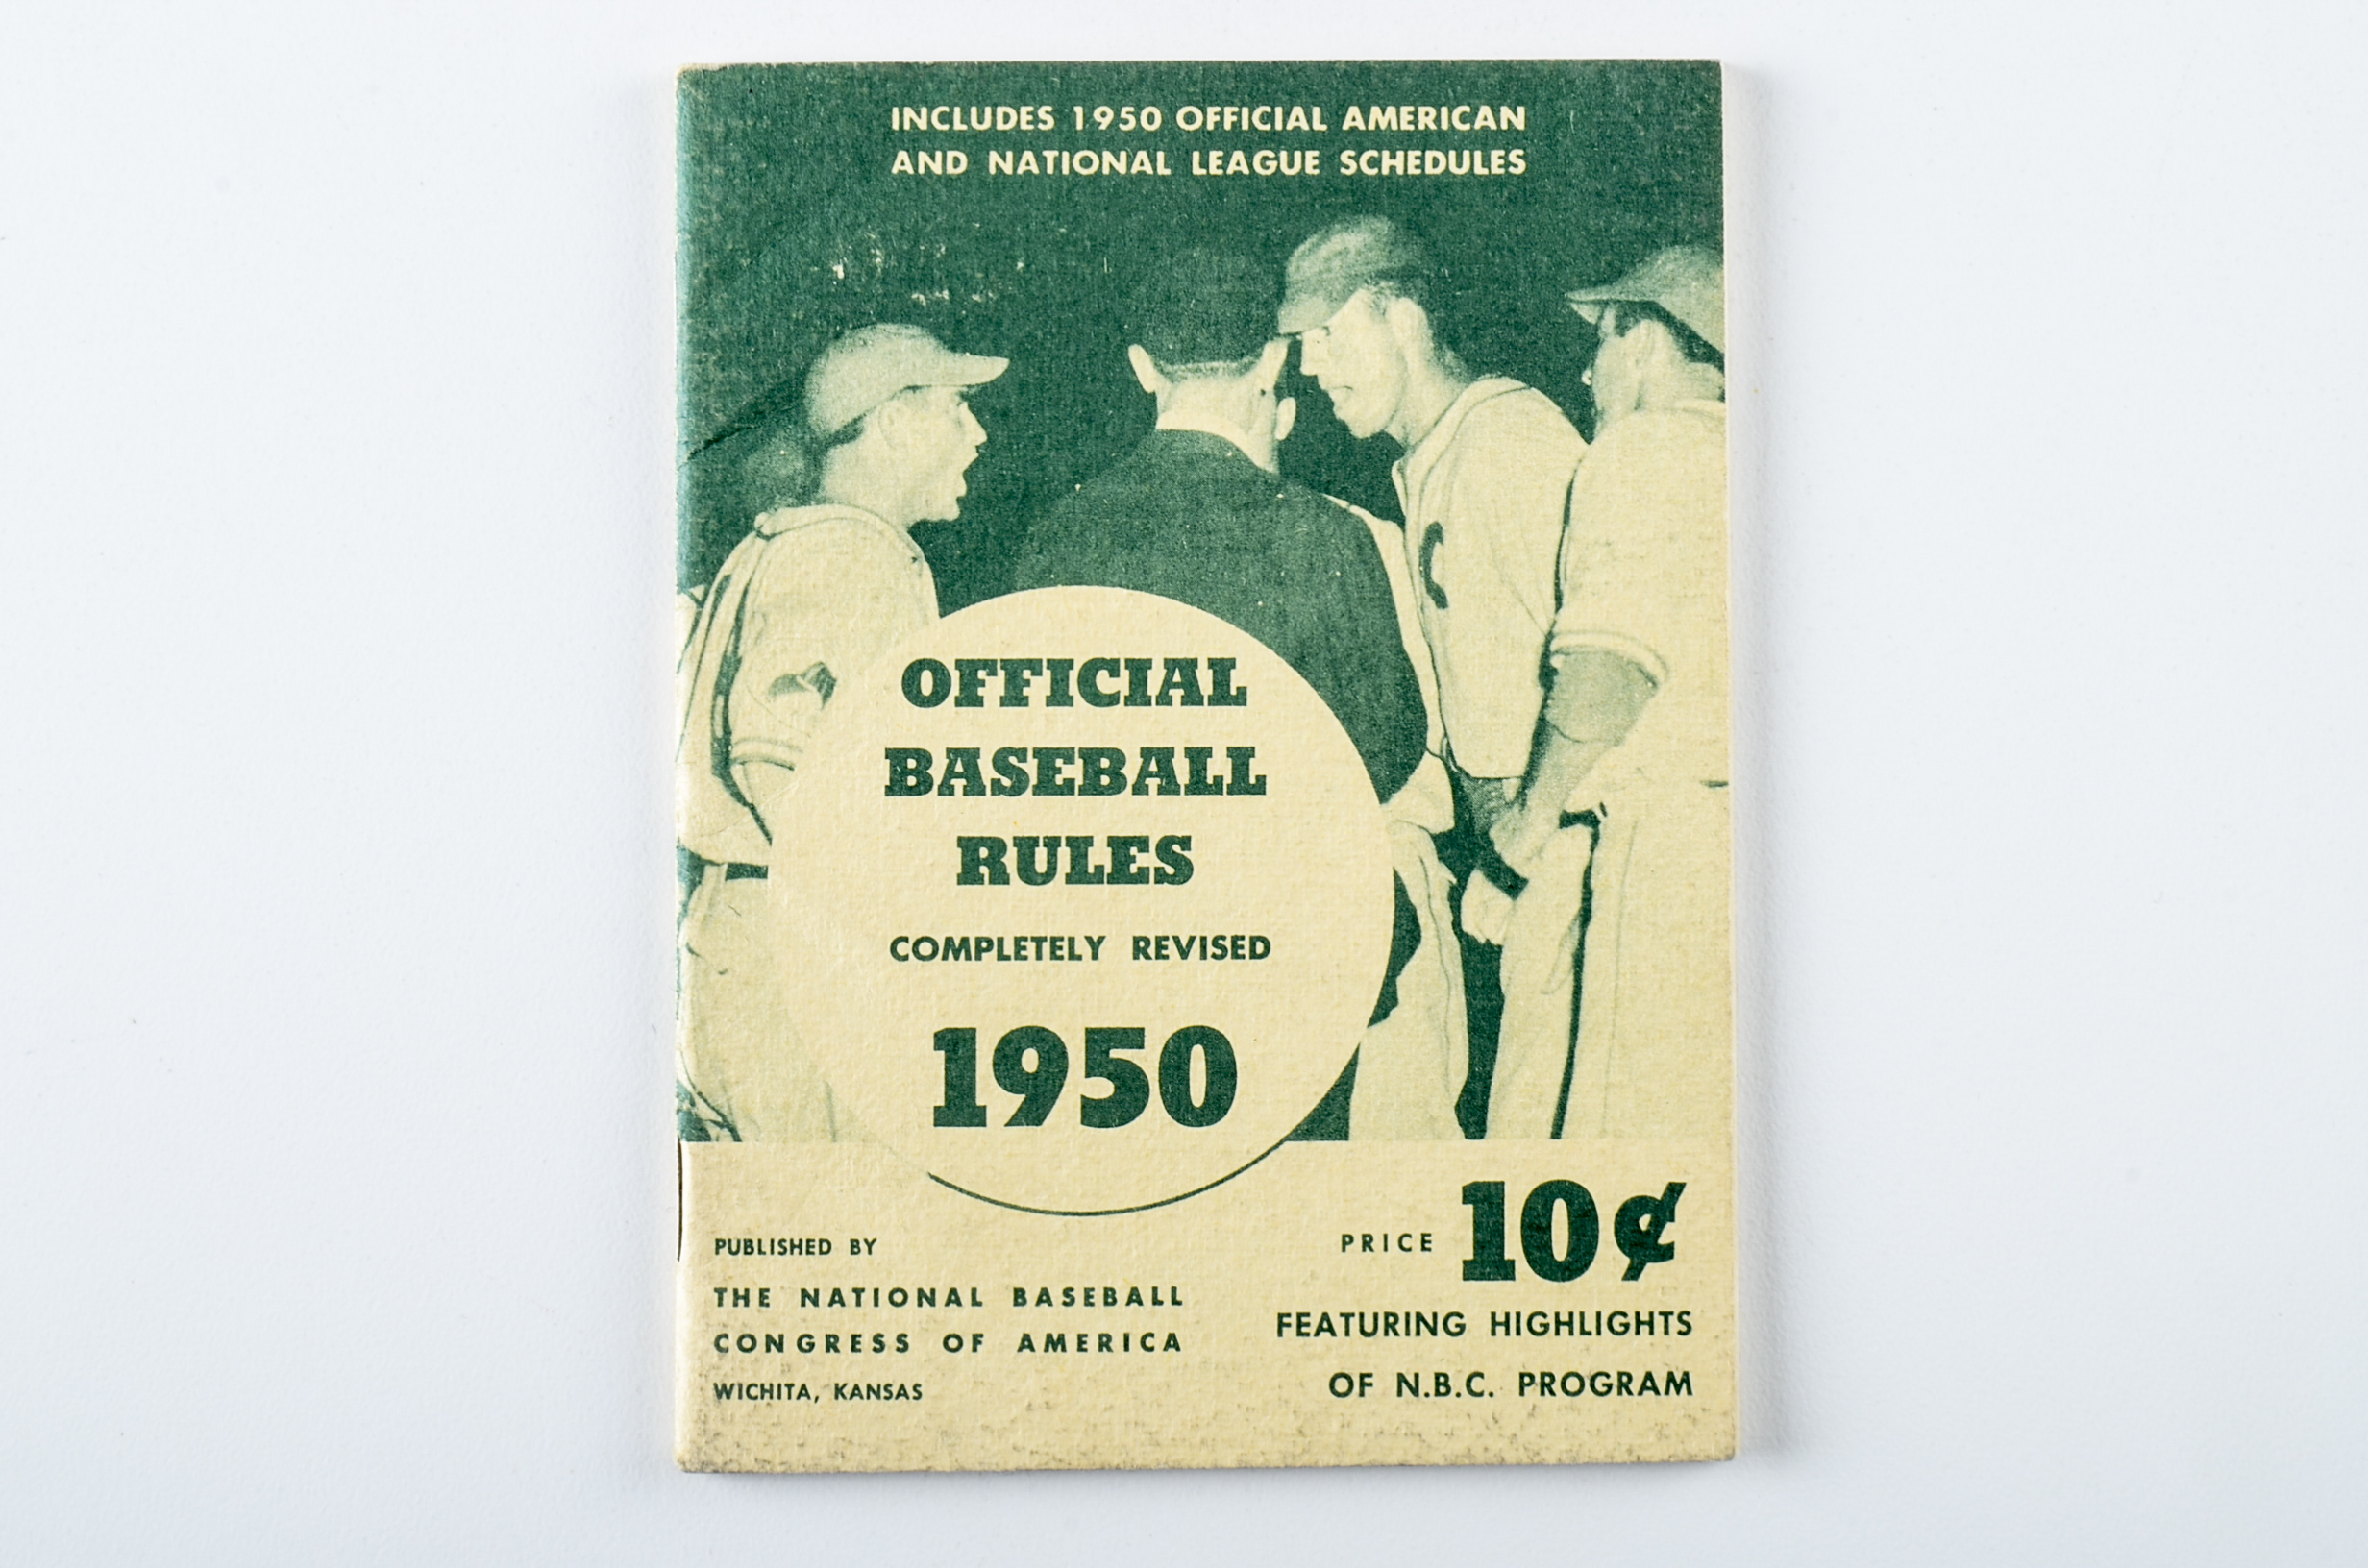 INCLUDES 1950 OFFICIAL AMERICAN
AND NATIONAL LEAGUE SCHEDULES
C
OFFICIAL
BASEBALL
RULES
COMPLETELY REVISED
1950
PRICE 10¢
PUBLISHED BY
THE NATIONAL BASEBALL
CONGRESS OF AMERICA
WICHITA, KANSAS
FEATURING HIGHLIGHTS
OF N.B.C. PROGRAM